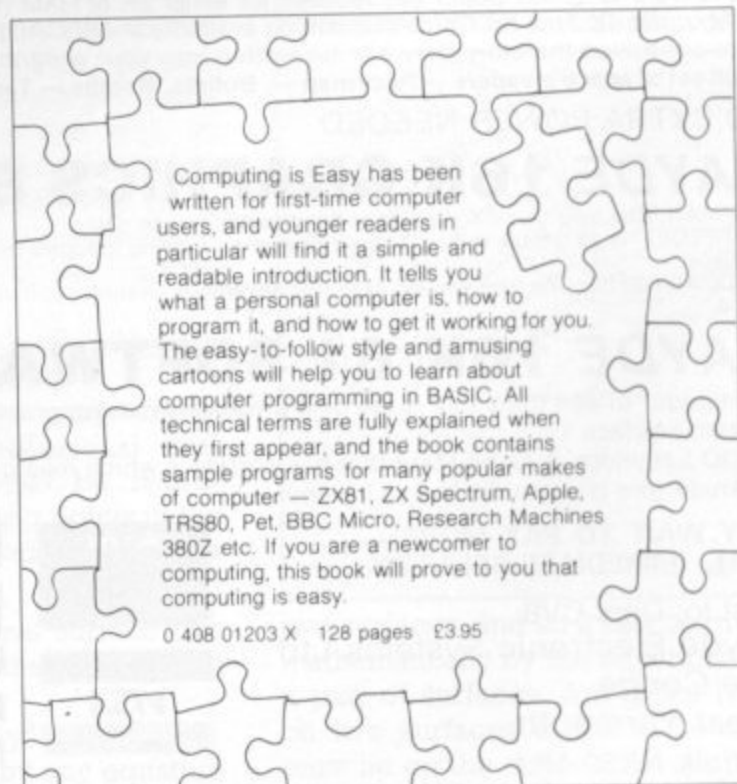 Computing is Easy has been
written for first-time computer
users, and younger readers in
particular will find it a simple and
readable introduction. It tells you
what a personal computer is, how to
program it, and how to get it working for you.
The easy-to-follow style and amusing
cartoons will help you to learn about
computer programming in BASIC. All
technical terms are fully explained when
they first appear, and the book contains
sample programs for many popular makes
of computer — ZX81, ZX Spectrum, Apple,
TRS80, Pet, BBC Micro, Research Machines
380Z etc. If you are a newcomer to
computing, this book will prove to you that
computing is easy.
0 408 01203 X 128 pages £3.95